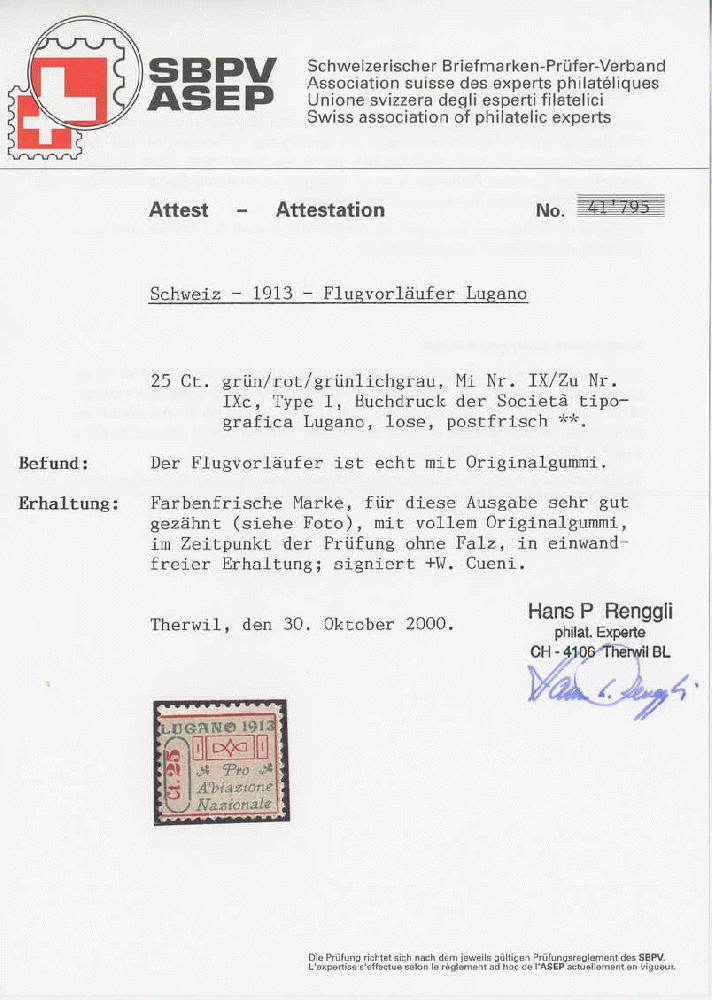 SBPV
ASEP
Schweizerischer Briefmarken-Prüfer-Verband
Association suisse des experts philatéliques
Unione svizzera degli esperti filatelici
Swiss association of philatelic experts
Attest - Attestation
No. 41'795
Schweiz - 1913 - Flugvorläufer Lugano
25 Ct. grün/rot/grünlichgrau, Mi Nr. IX/Zu Nr.
IXc, Type I, Buchdruck der Società tipo-
grafica Lugano, lose, postfrisch **.
Befund: Der Flugvorläufer ist echt mit Originalgummi.
Erhaltung: Farbenfrische Marke, für diese Ausgabe sehr gut
gezähnt (siehe Foto), mit vollem Originalgummi,
im Zeitpunkt der Prüfung ohne Falz, in einwand-
freier Erhaltung; signiert +W. Cueni.
Therwil, den 30. Oktober 2000.
Hans P Renggli
philat. Experte
CH - 4106 Therwil BL
LUGANO 1913
Ct. 25
Pro
Abiazione
Nazionale
Die Prüfung richtet sich nach dem jeweils gültigen Prüfungsreglement des SBPV.
L'expertise s'effectue selon le règlement ad hoc de l'ASEP actuellement en vigueur.